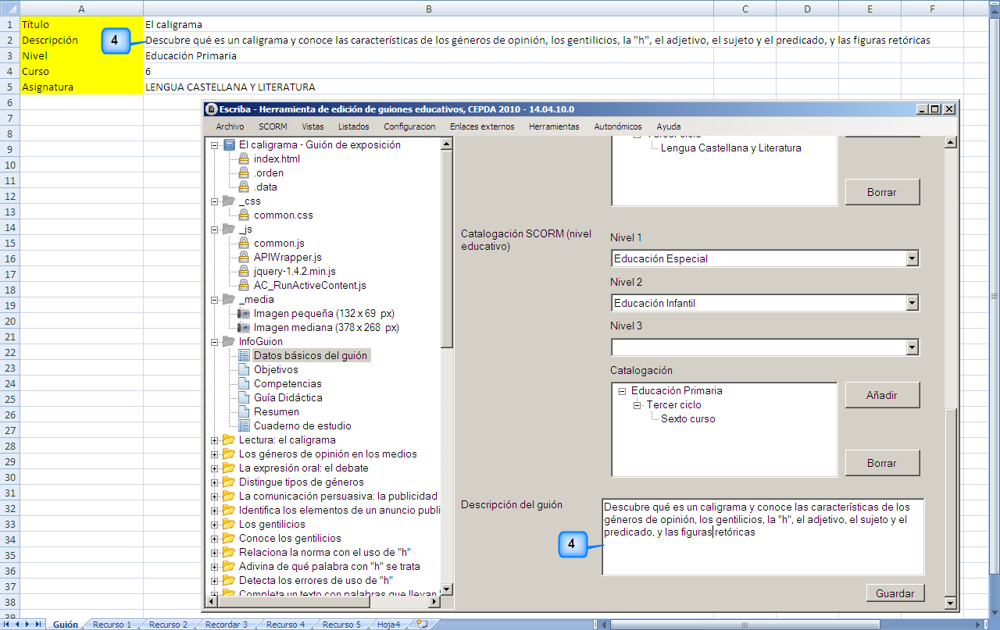 A B C D E F
1 Título El caligrama
2 Descripción 4 Descubre qué es un caligrama y conoce las características de los géneros de opinión, los gentilicios, la "h", el adjetivo, el sujeto y el predicado, y las figuras retóricas
3 Nivel Educación Primaria
4 Curso 6
5 Asignatura LENGUA CASTELLANA Y LITERATURA
6
7
8
9
10
11
12
13
14
15
16
17
18
19
20
21
22
23
24
25
26
27
28
29
30
31
32
33
34
35
36
37
38
39
Escriba - Herramienta de edición de guiones educativos, CEPDA 2010 - 14.04.10.0
Archivo SCORM Vistas Listados Configuracion Enlaces externos Herramientas Autonómicos Ayuda
El caligrama - Guión de exposición
index.html
.orden
.data
_css
common.css
_js
common.js
APIWrapper.js
jquery-1.4.2.min.js
AC_RunActiveContent.js
_media
Imagen pequeña (132 x 69 px)
Imagen mediana (378 x 268 px)
InfoGuion
Datos básicos del guión
Objetivos
Competencias
Guía Didáctica
Resumen
Cuaderno de estudio
Lectura: el caligrama
Los géneros de opinión en los medios
La expresión oral: el debate
Distingue tipos de géneros
La comunicación persuasiva: la publicidad
Identifica los elementos de un anuncio publi
Los gentilicios
Conoce los gentilicios
Relaciona la norma con el uso de "h"
Adivina de qué palabra con "h" se trata
Detecta los errores de uso de "h"
Completa un texto con palabras que llevan "
Tercer ciclo
Lengua Castellana y Literatura
Borrar
Catalogación SCORM (nivel
educativo)
Nivel 1
Educación Especial
Nivel 2
Educación Infantil
Nivel 3
Catalogación
Educación Primaria
Tercer ciclo
Sexto curso
Añadir
Borrar
Descripción del guión
Descubre qué es un caligrama y conoce las características de los
géneros de opinión, los gentilicios, la "h", el adjetivo, el sujeto y el
predicado, y las figuras retóricas
4
Guardar
Guión Recurso 1 Recurso 2 Recordar 3 Recurso 4 Recurso 5 Hoja4